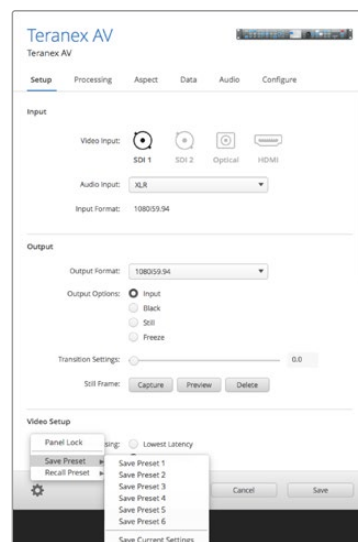 Teranex AV
Teranex AV
Setup Processing Aspect Data Audio Configure
Input
Video Input:
SDI 1 SDI 2 Optical HDMI
Audio Input: XLR
Input Format: 1080i59.94
Output
Output Format: 1080i59.94
Output Options: Input
Black
Still
Freeze
Transition Settings: 0.0
Still Frame: Capture Preview Delete
Video Setup
Panel Lock
sing: Lowest Latency
Save Preset
Recall Preset
Save Preset 1
Save Preset 2
Save Preset 3
Save Preset 4
Save Preset 5
Save Preset 6
Save Current Settings
Cancel Save